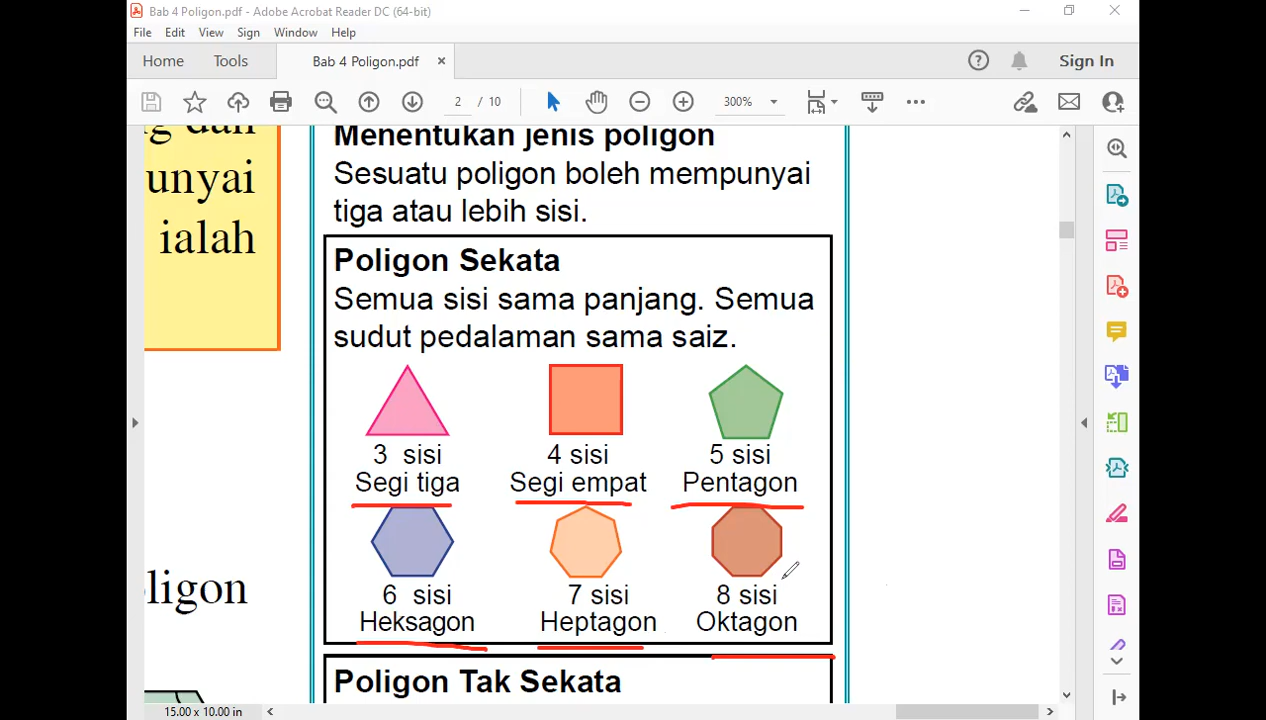 Bab 4 Poligon.pdf - Adobe Acrobat Reader DC (64-bit)
File Edit View Sign Window Help
Home Tools Bab 4 Poligon.pdf × Sign In
2 / 10 300%
unyai
ialah
ligon
Menentukan jenis poligon
Sesuatu poligon boleh mempunyai
tiga atau lebih sisi.
Poligon Sekata
Semua sisi sama panjang. Semua
sudut pedalaman sama saiz.
3 sisi 4 sisi 5 sisi
Segi tiga Segi empat Pentagon
6 sisi 7 sisi 8 sisi
Heksagon Heptagon Oktagon
Poligon Tak Sekata
15.00 x 10.00 in